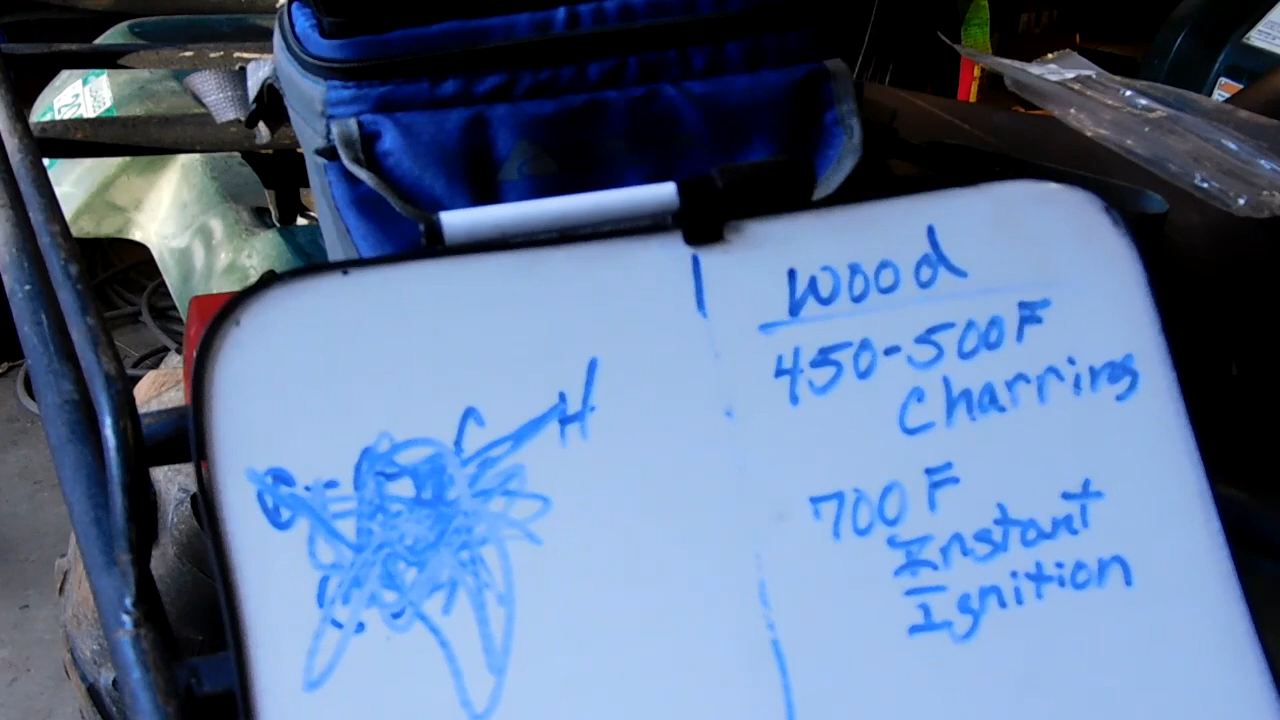 Wood
450-500F
Charring
700F
Instant
Ignition
C
H